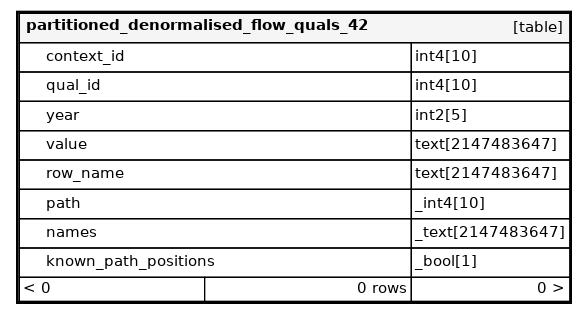 partitioned_denormalised_flow_quals_42 [table]
context_id int4[10]
qual_id int4[10]
year int2[5]
value text[2147483647]
row_name text[2147483647]
path _int4[10]
names _text[2147483647]
known_path_positions _bool[1]
< 0 0 rows 0 >